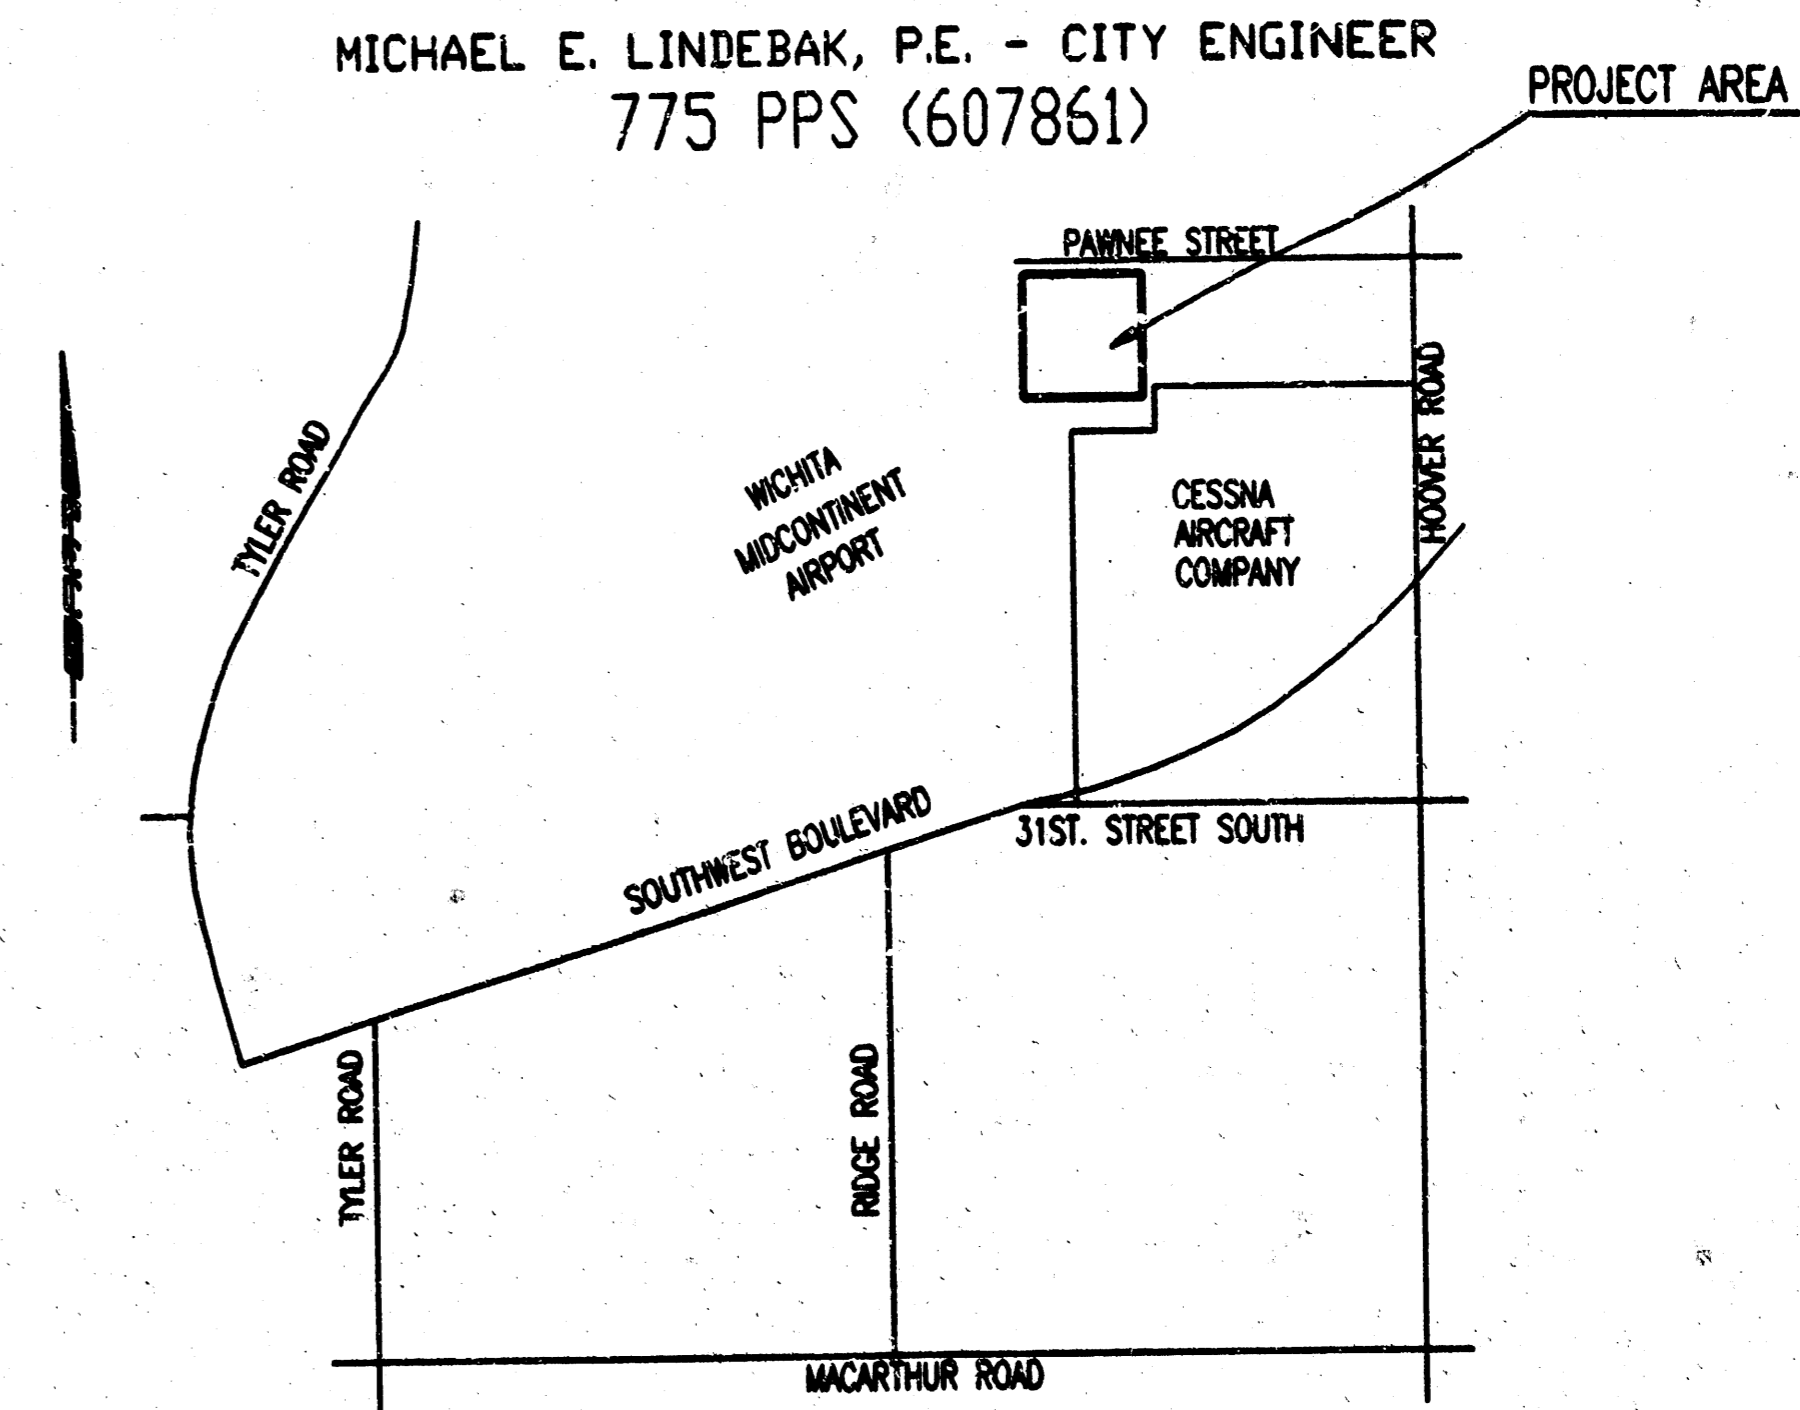 MICHAEL E. LINDEBAK, P.E. - CITY ENGINEER
775 PPS (607861)
PROJECT AREA
PAWNEE STREET
HOOVER ROAD
TYLER ROAD
WICHITA
MIDCONTINENT
AIRPORT
CESSNA
AIRCRAFT
COMPANY
SOUTHWEST BOULEVARD
31ST. STREET SOUTH
TYLER ROAD
RIDGE ROAD
MACARTHUR ROAD